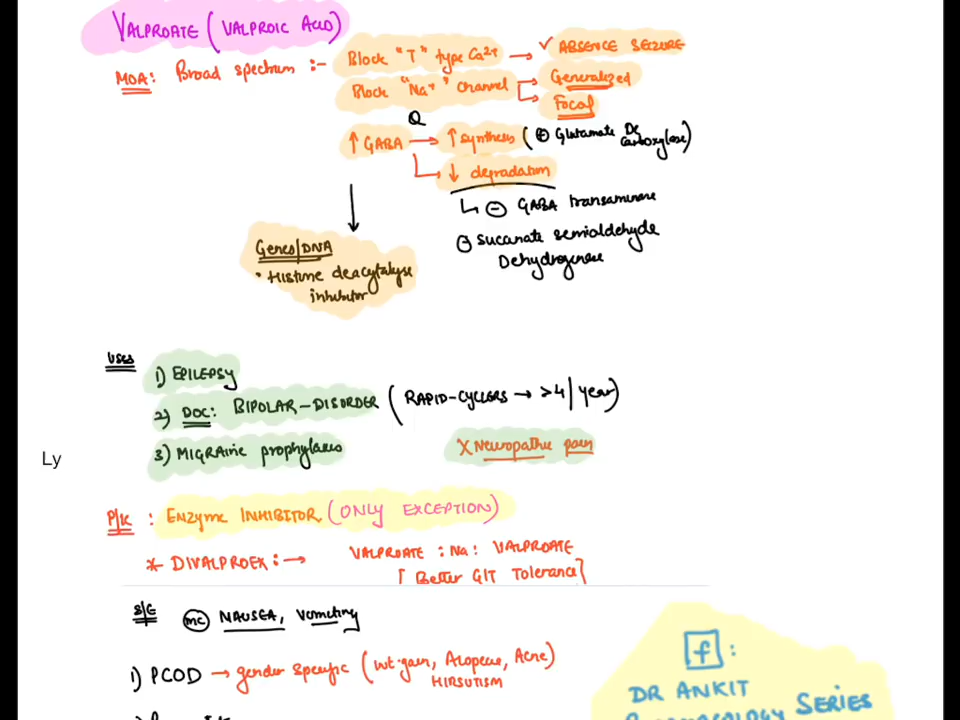 VALPROATE (VALPROIC ACID)
MOA: Broad spectrum :- Block "T" type Ca2+ → ✓ ABSENCE SEIZURE
Block "Na+" channel → Generalized
→ Focal
↑ GABA → ↑ synthesis (⊕ Glutamate De carboxylase)
↓ degradation
⊖ GABA transaminase
⊖ succanate semialdehyde
Dehydrogenase
Genes/DNA
• Histone deacytalyse
inhibitor
USES
1) EPILEPSY
2) DOC: BIPOLAR-DISORDER (RAPID-CYCLERS → >4/year)
3) MIGRAINE prophylaxis X Neuropathic pain
Ly
P/K : ENZYME INHIBITOR (ONLY EXCEPTION)
* DIVALPROEX: → VALPROATE : Na: VALPROATE
[Better GIT Tolerance]
S/E mc NAUSEA, Vomiting
1) PCOD → gender specific (wt.gain, Alopecia, Acne)
HIRSUTISM
f :
DR ANKIT
SERIES